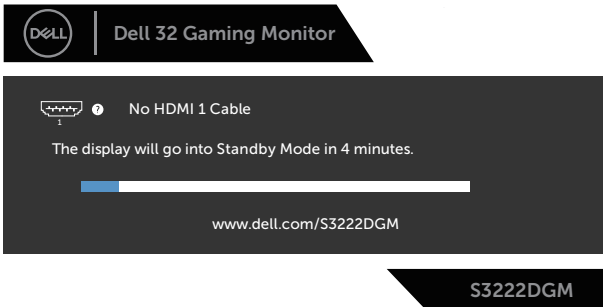 DELL
Dell 32 Gaming Monitor
? No HDMI 1 Cable
1
The display will go into Standby Mode in 4 minutes.
www.dell.com/S3222DGM
S3222DGM